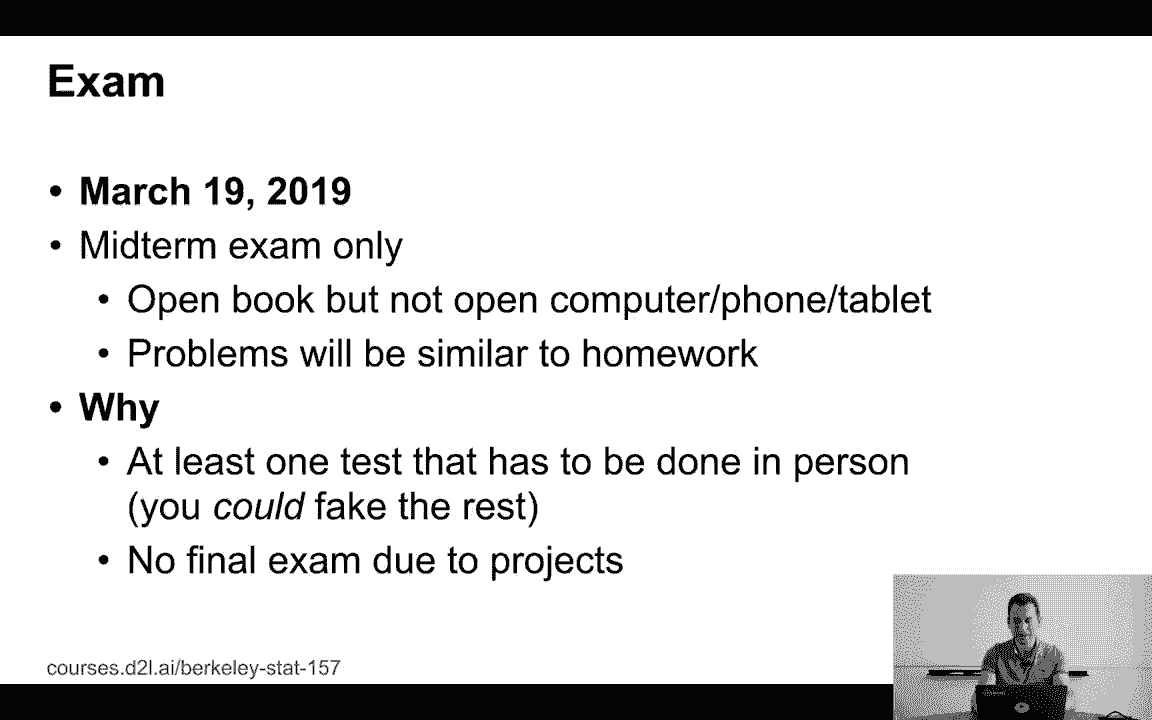 Exam
• March 19, 2019
• Midterm exam only
• Open book but not open computer/phone/tablet
• Problems will be similar to homework
• Why
• At least one test that has to be done in person
(you could fake the rest)
• No final exam due to projects
courses.d2l.ai/berkeley-stat-157